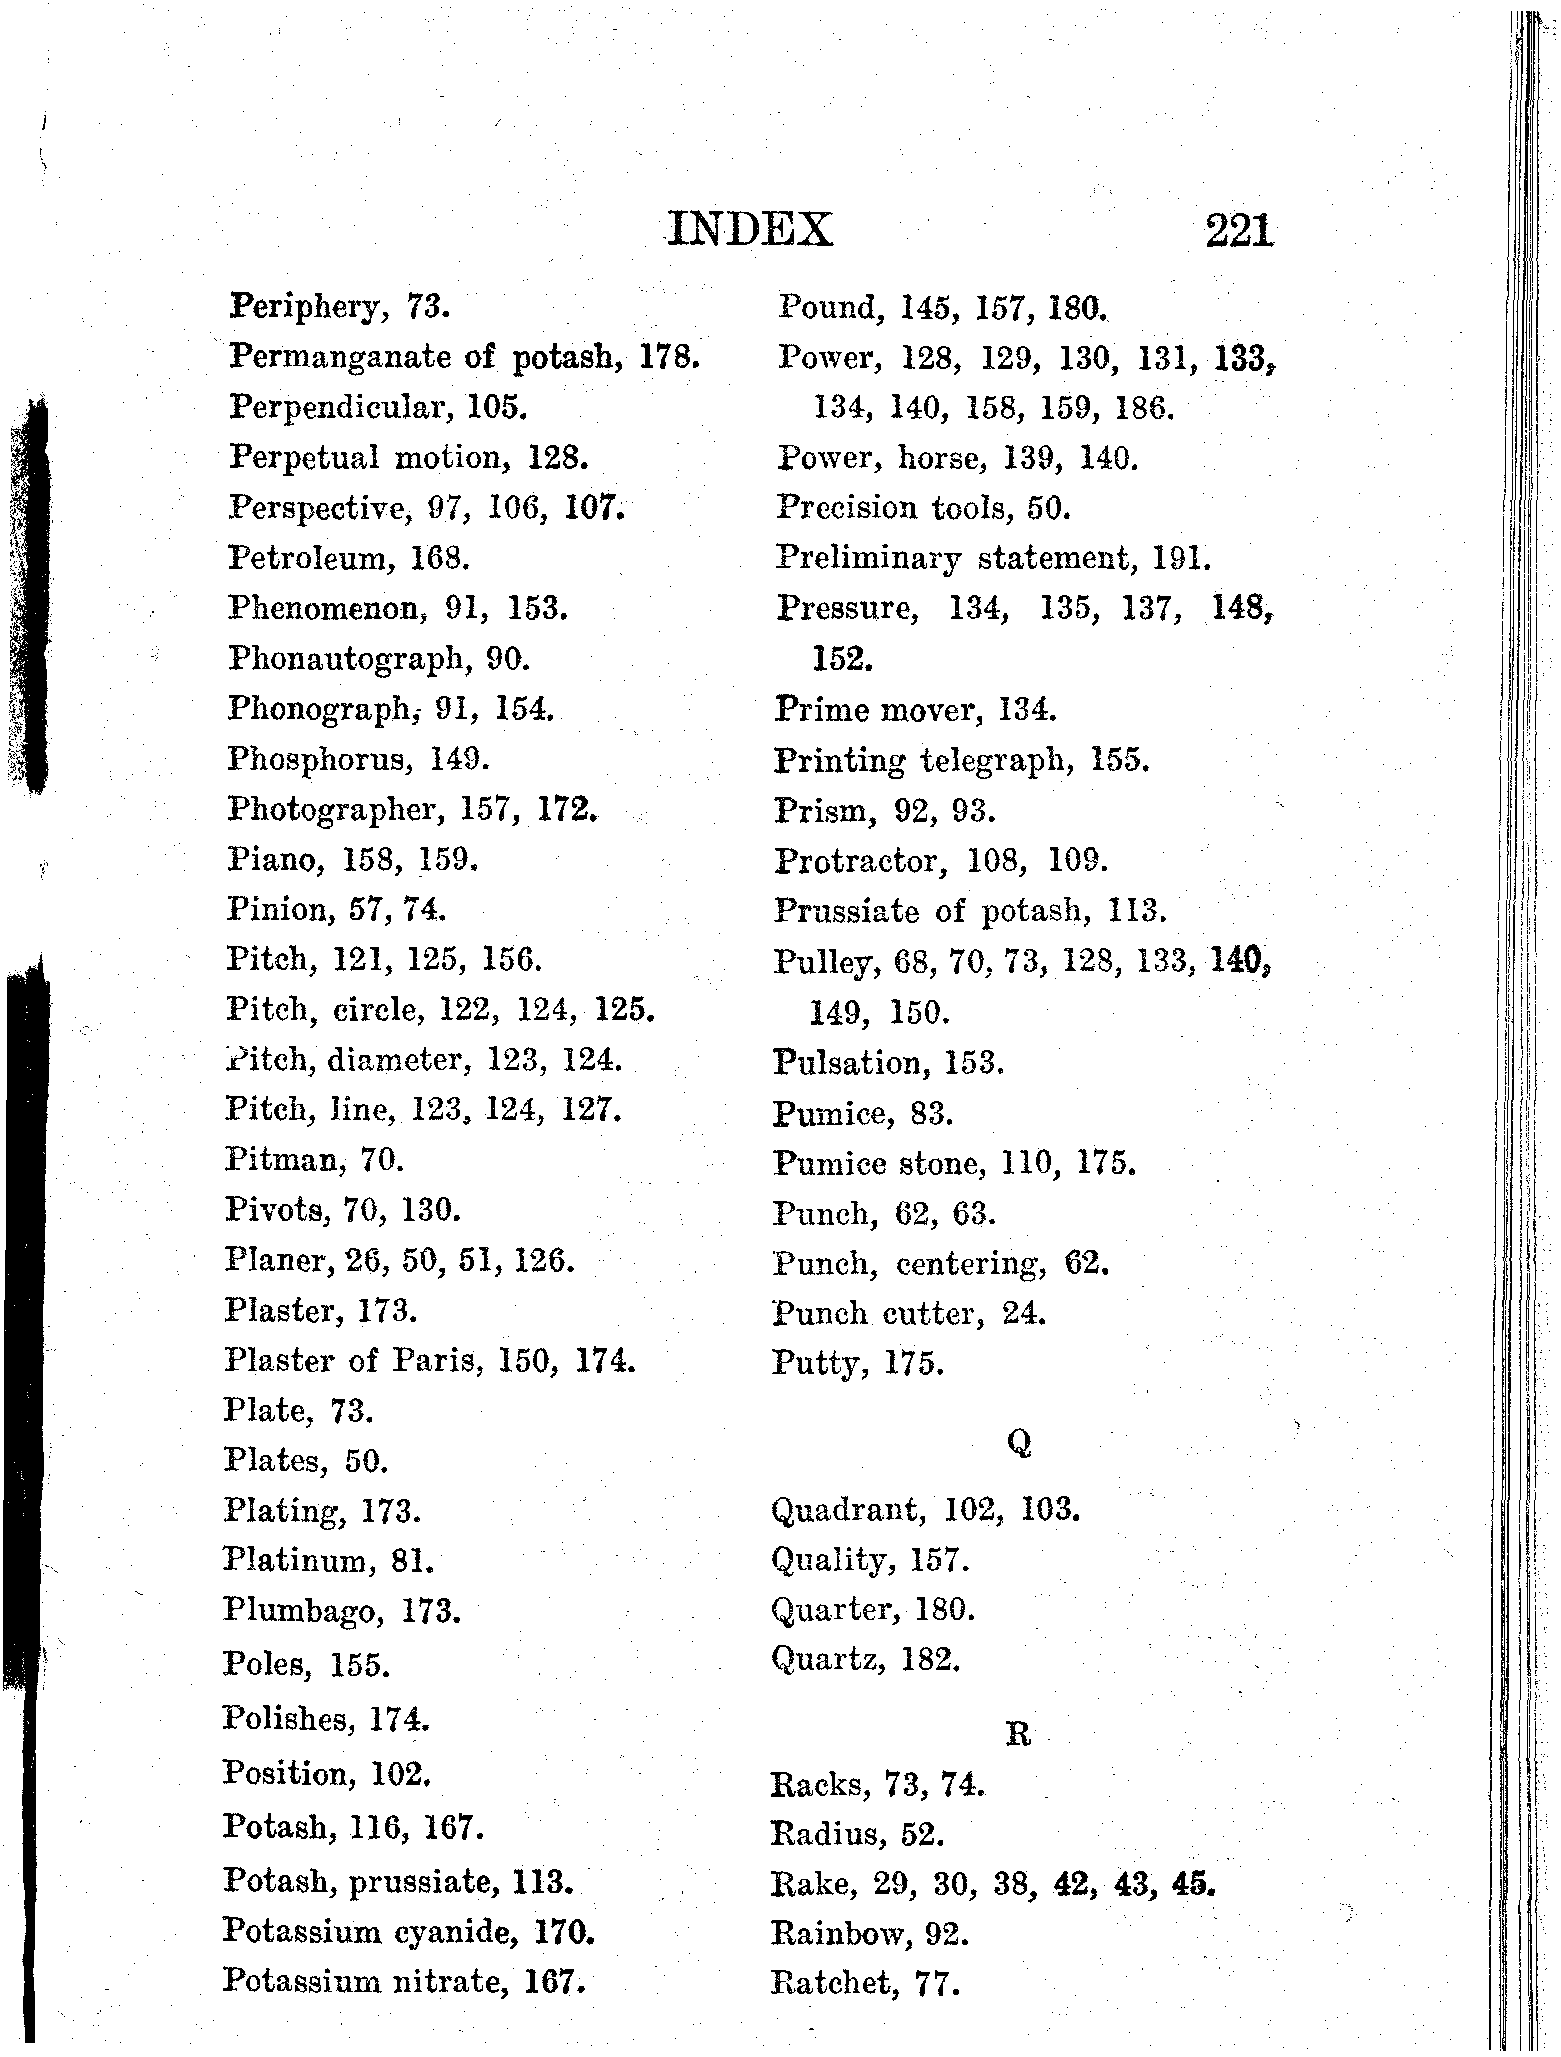 INDEX 221
Periphery, 73.
Permanganate of potash, 178.
Perpendicular, 105.
Perpetual motion, 128.
Perspective, 97, 106, 107.
Petroleum, 168.
Phenomenon, 91, 153.
Phonautograph, 90.
Phonograph, 91, 154.
Phosphorus, 149.
Photographer, 157, 172.
Piano, 158, 159.
Pinion, 57, 74.
Pitch, 121, 125, 156.
Pitch, circle, 122, 124, 125.
Pitch, diameter, 123, 124.
Pitch, line, 123, 124, 127.
Pitman, 70.
Pivots, 70, 130.
Planer, 26, 50, 51, 126.
Plaster, 173.
Plaster of Paris, 150, 174.
Plate, 73.
Plates, 50.
Plating, 173.
Platinum, 81.
Plumbago, 173.
Poles, 155.
Polishes, 174.
Position, 102.
Potash, 116, 167.
Potash, prussiate, 113.
Potassium cyanide, 170.
Potassium nitrate, 167.
Pound, 145, 157, 180.
Power, 128, 129, 130, 131, 133,
134, 140, 158, 159, 186.
Power, horse, 139, 140.
Precision tools, 50.
Preliminary statement, 191.
Pressure, 134, 135, 137, 148,
152.
Prime mover, 134.
Printing telegraph, 155.
Prism, 92, 93.
Protractor, 108, 109.
Prussiate of potash, 113.
Pulley, 68, 70, 73, 128, 133, 140,
149, 150.
Pulsation, 153.
Pumice, 83.
Pumice stone, 110, 175.
Punch, 62, 63.
Punch, centering, 62.
Punch cutter, 24.
Putty, 175.
Q
Quadrant, 102, 103.
Quality, 157.
Quarter, 180.
Quartz, 182.
R
Racks, 73, 74.
Radius, 52.
Rake, 29, 30, 38, 42, 43, 45.
Rainbow, 92.
Ratchet, 77.